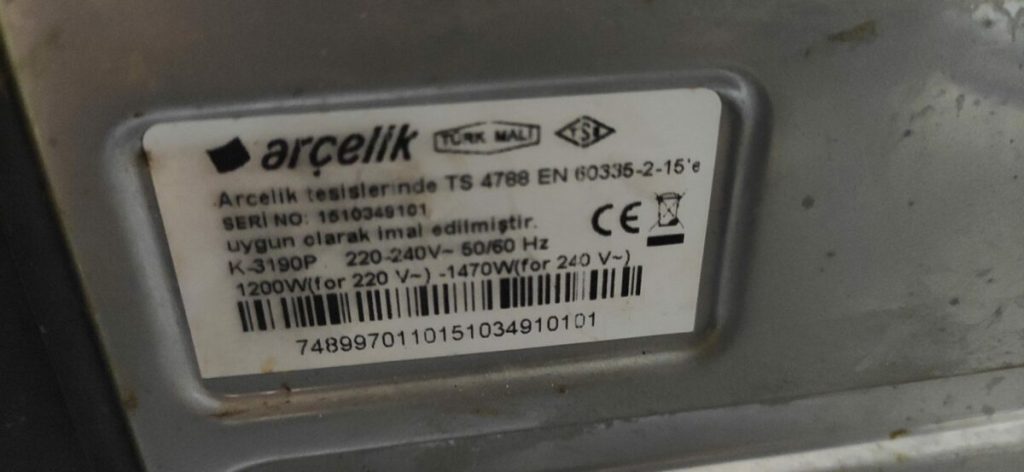 arçelik TÜRK MALI TSE
Arcelik tesislerinde TS 4788 EN 60335-2-15'e
SERİ NO: 1510349101
uygun olarak imal edilmiştir. CE
K-3190P 220-240V~ 50/60 Hz
1200W(for 220 V~) -1470W(for 240 V~)
7489970110151034910101